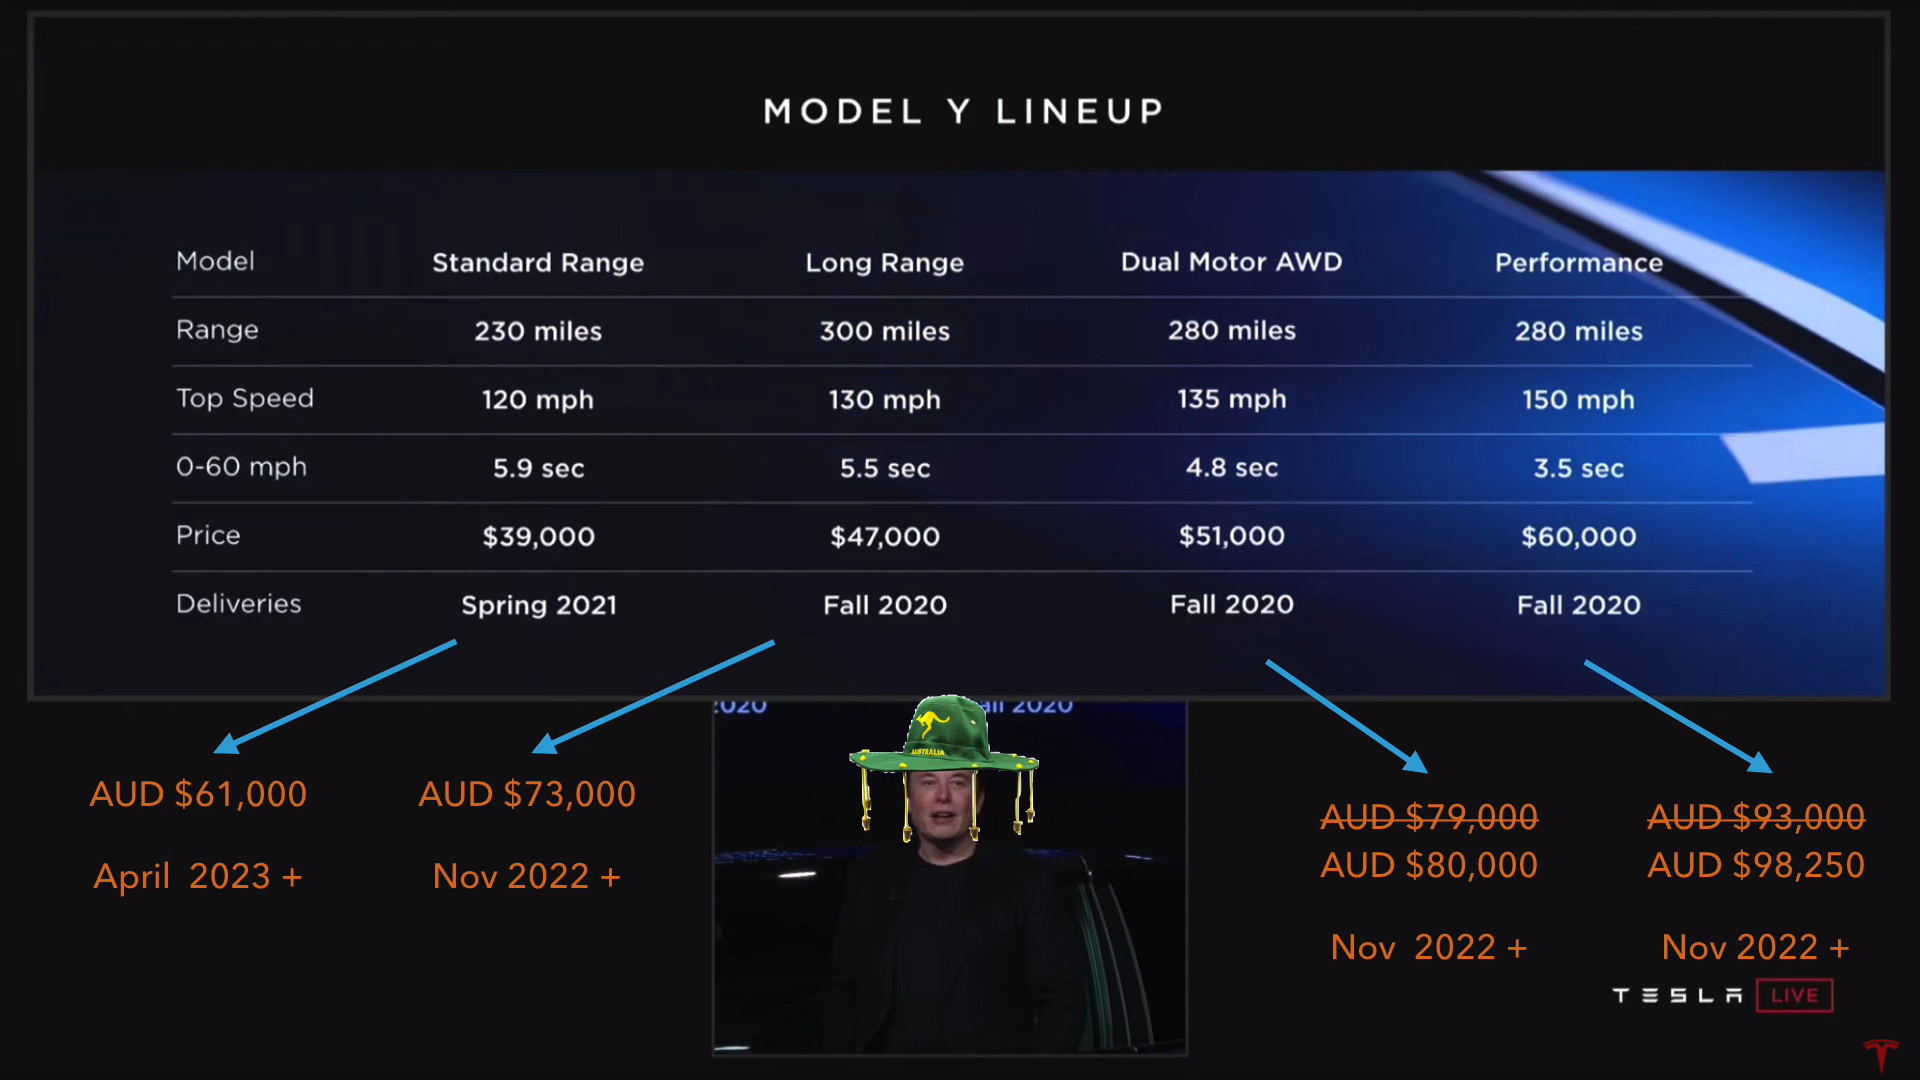 MODEL Y LINEUP
Model Standard Range Long Range Dual Motor AWD Performance
Range 230 miles 300 miles 280 miles 280 miles
Top Speed 120 mph 130 mph 135 mph 150 mph
0-60 mph 5.9 sec 5.5 sec 4.8 sec 3.5 sec
Price $39,000 $47,000 $51,000 $60,000
Deliveries Spring 2021 Fall 2020 Fall 2020 Fall 2020
2020 all 2020
AUSTRALIA
AUD $61,000 AUD $73,000
April 2023 + Nov 2022 +
AUD $79,000 AUD $93,000
AUD $80,000 AUD $98,250
Nov 2022 + Nov 2022 +
TESLA LIVE